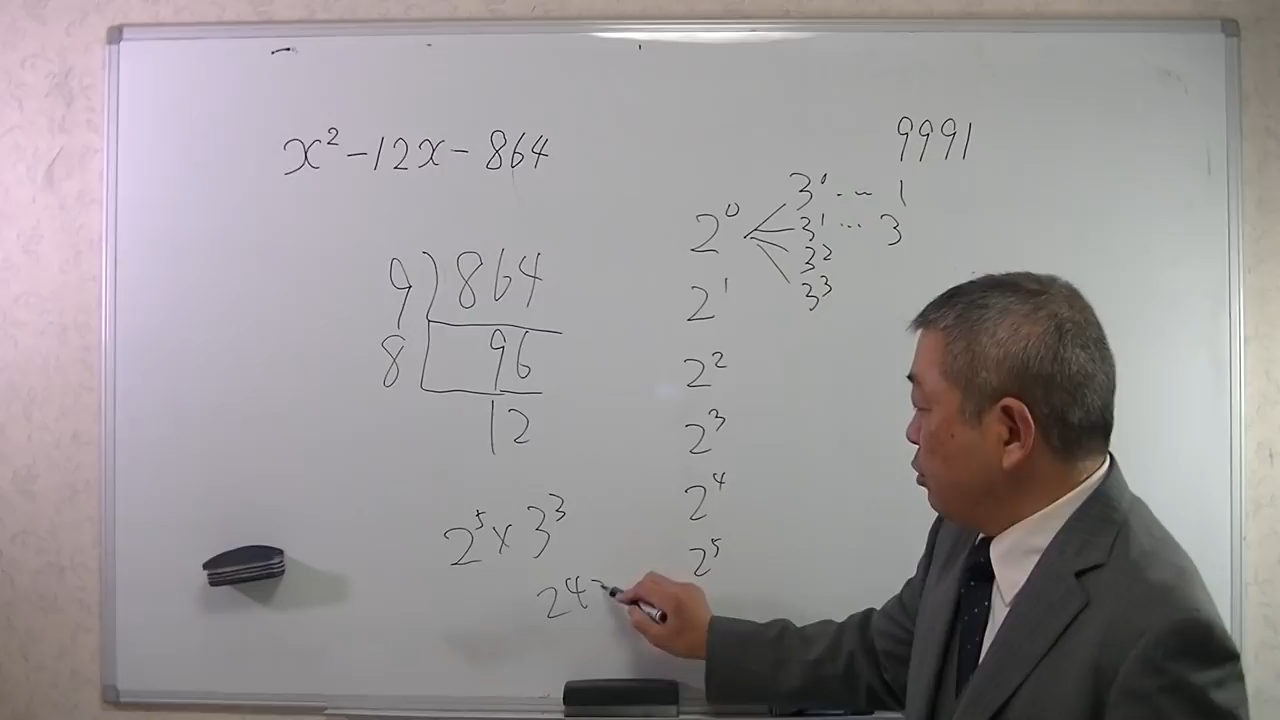 x² -12x - 864
9 ) 864
8 96
12
2⁵ x 3³
9991
2⁰ 3⁰ -- 1
3¹ ... 3
3²
3³
2¹
2²
2³
2⁴
2⁵